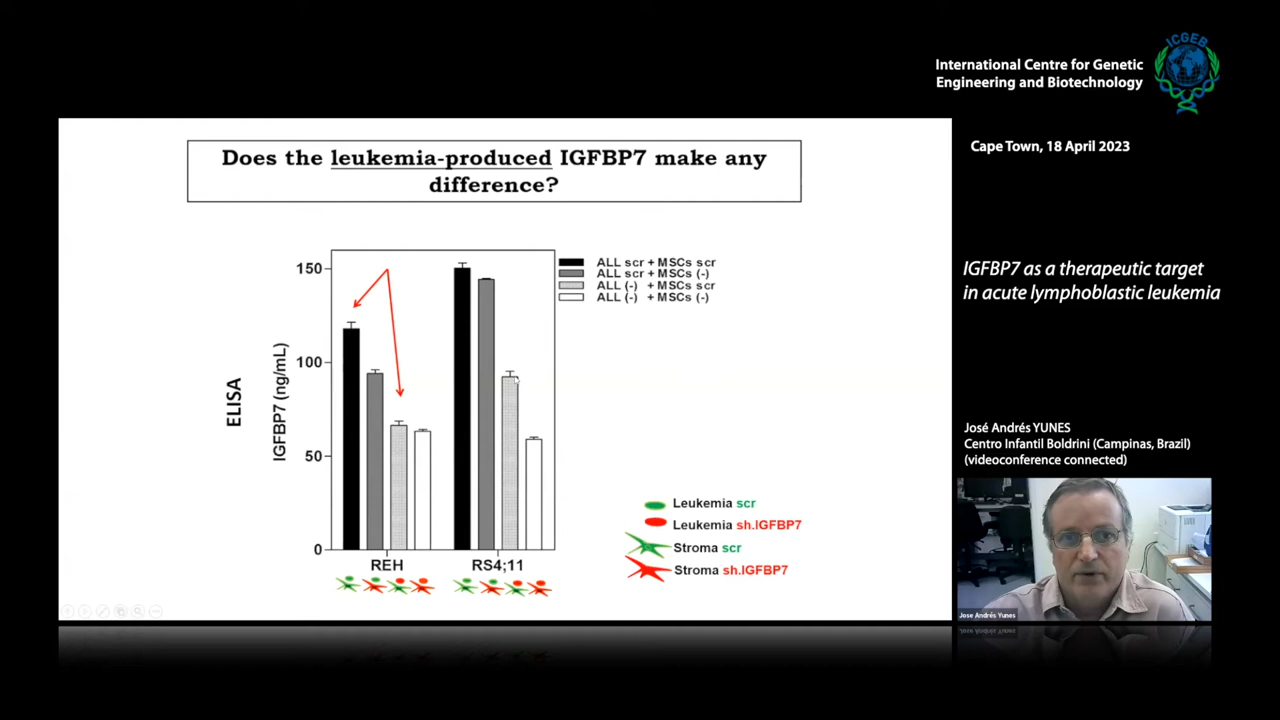 International Centre for Genetic
Engineering and Biotechnology
ICGEB
Cape Town, 18 April 2023
Does the leukemia-produced IGFBP7 make any
difference?
ALL scr + MSCs scr
ALL scr + MSCs (-)
ALL (-) + MSCs scr
ALL (-) + MSCs (-)
150
100
50
0
ELISA
IGFBP7 (ng/mL)
REH
RS4;11
Leukemia scr
Leukemia sh.IGFBP7
Stroma scr
Stroma sh.IGFBP7
IGFBP7 as a therapeutic target
in acute lymphoblastic leukemia
José Andrés YUNES
Centro Infantil Boldrini (Campinas, Brazil)
(videoconference connected)
Jose Andrés Yunes